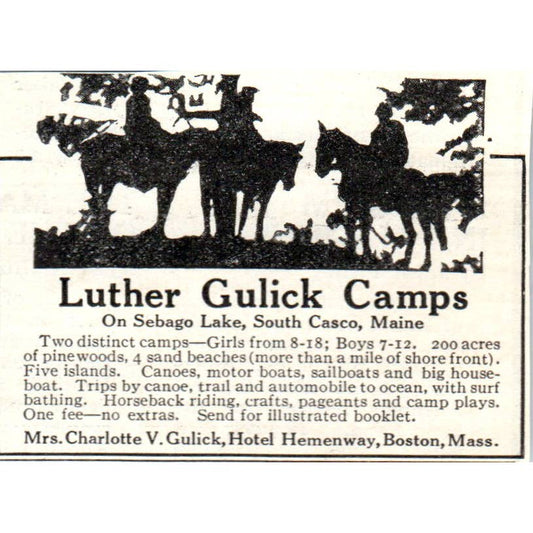 Luther Gulick Camps
On Sebago Lake, South Casco, Maine
Two distinct camps—Girls from 8-18; Boys 7-12. 200 acres
of pine woods, 4 sand beaches (more than a mile of shore front).
Five islands. Canoes, motor boats, sailboats and big house-
boat. Trips by canoe, trail and automobile to ocean, with surf
bathing. Horseback riding, crafts, pageants and camp plays.
One fee—no extras. Send for illustrated booklet.
Mrs. Charlotte V. Gulick, Hotel Hemenway, Boston, Mass.